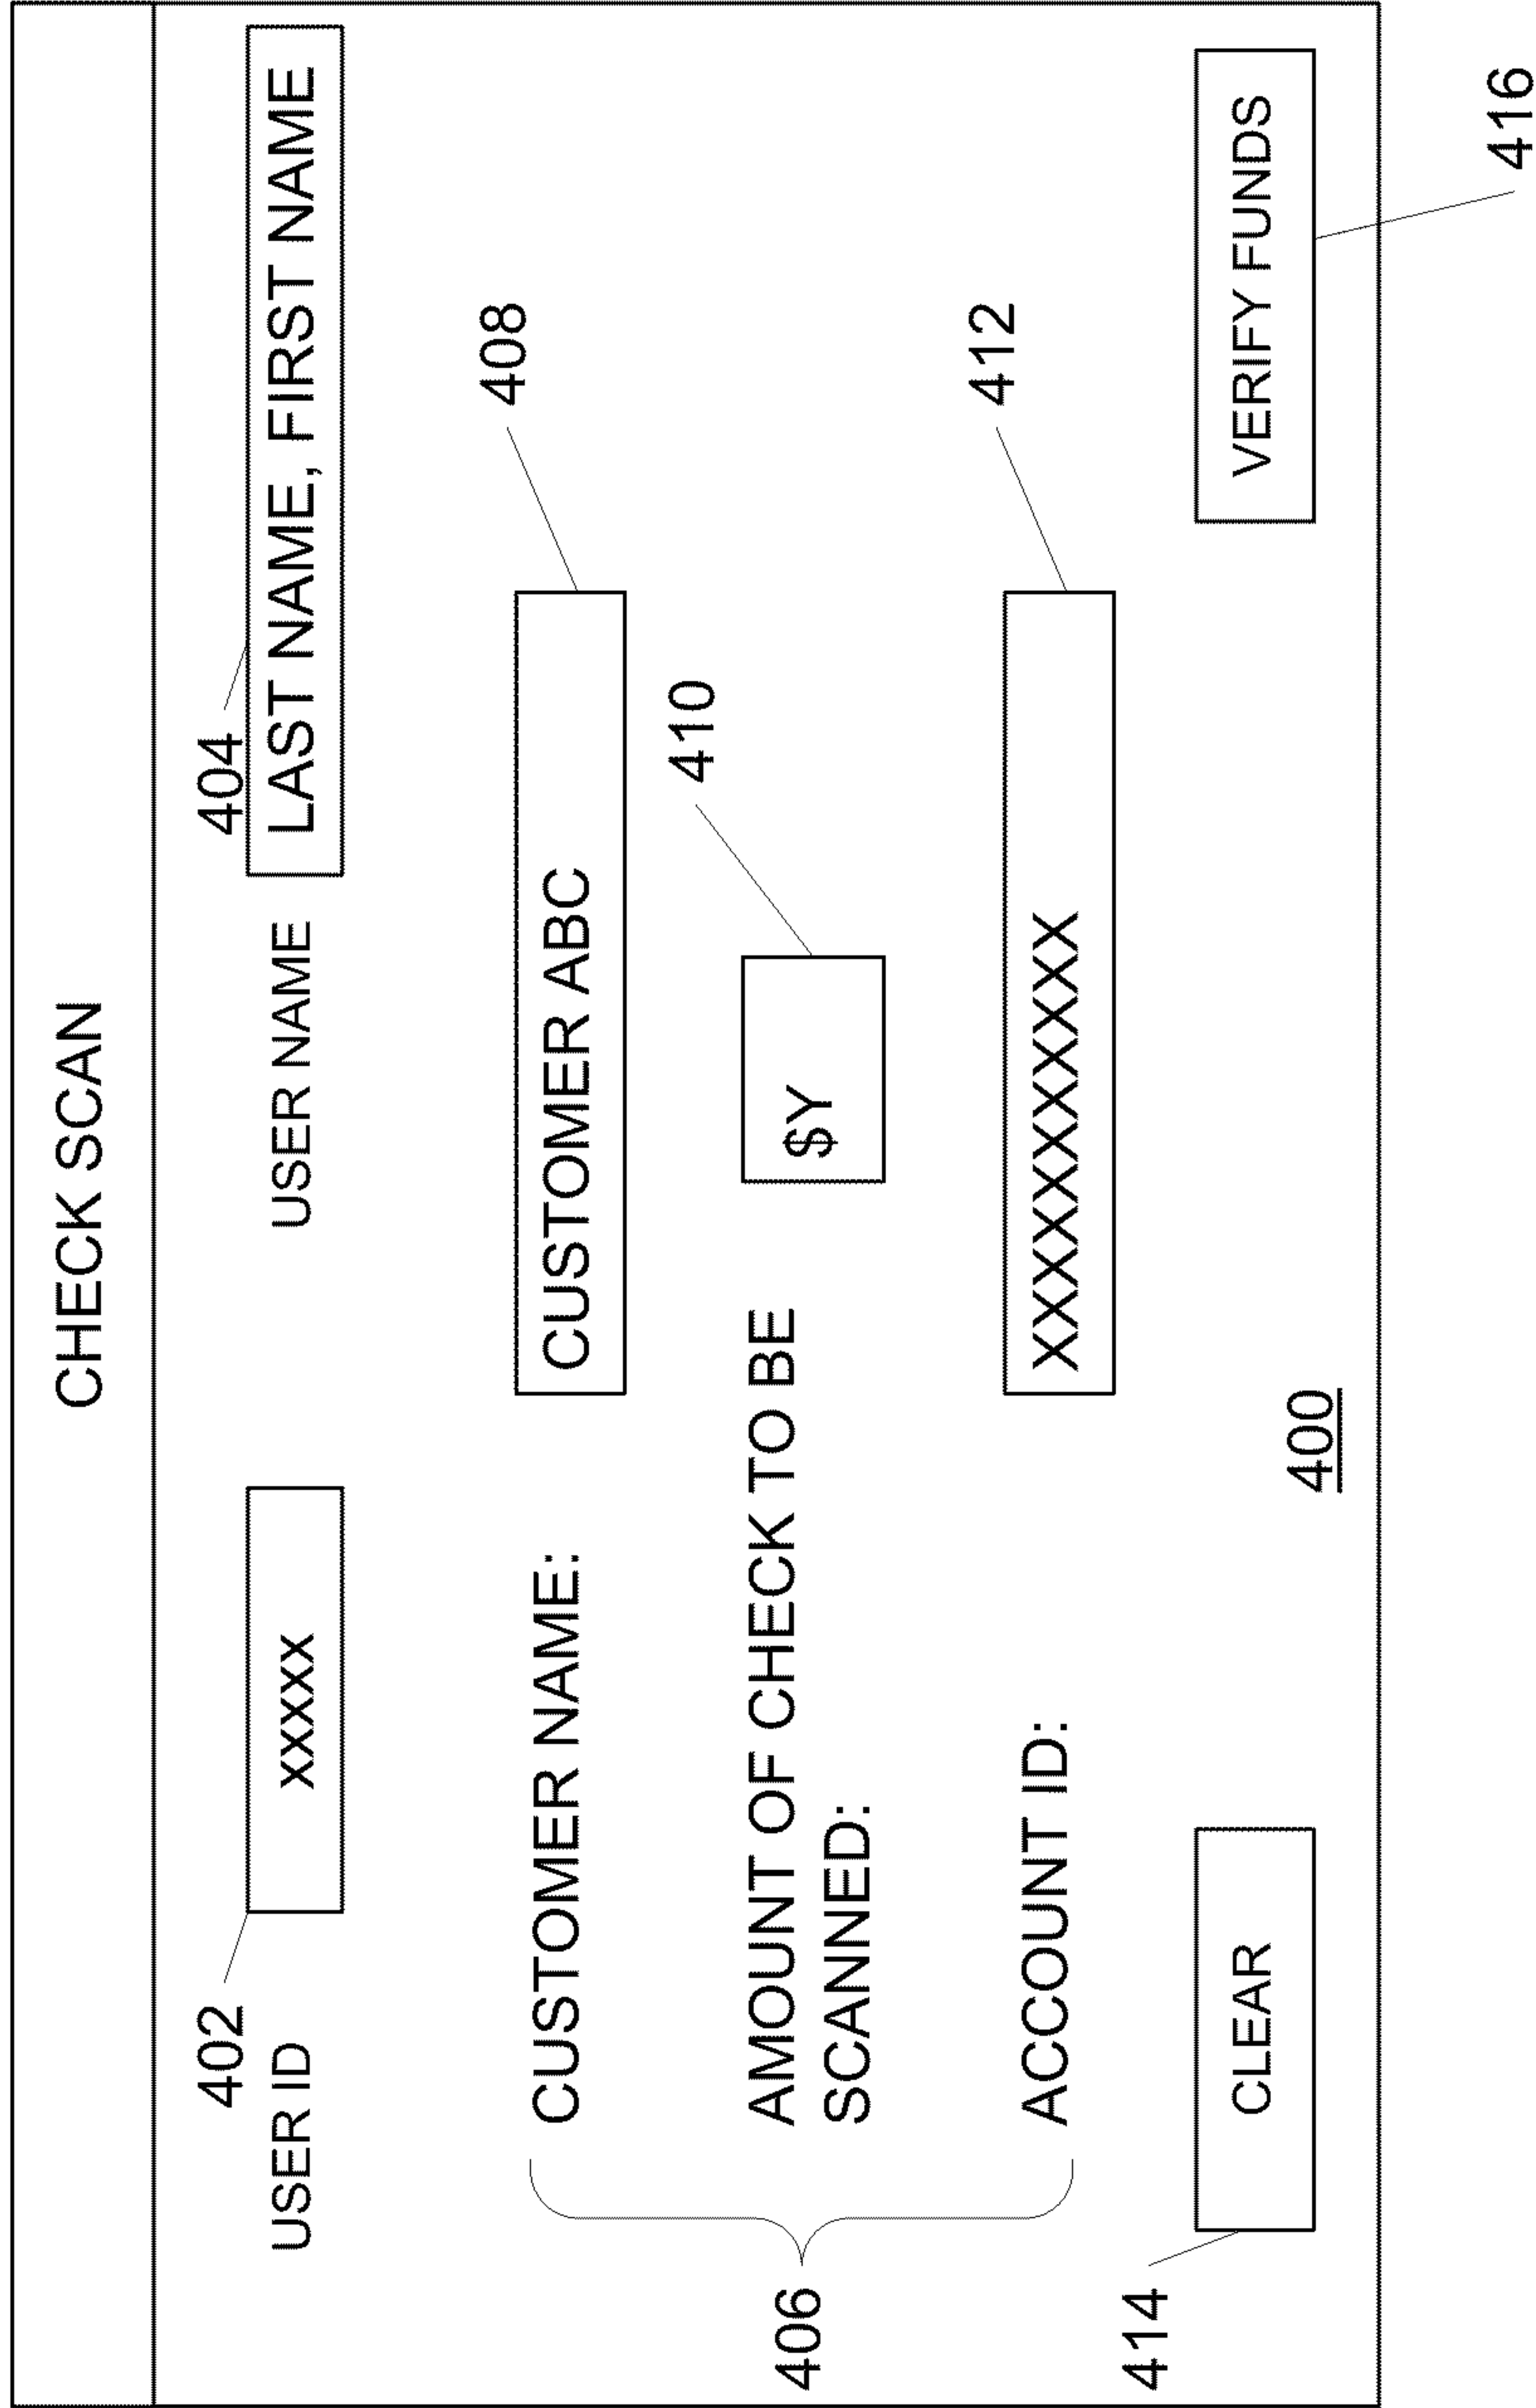 CHECK SCAN
402
404
USER ID
XXXXX
USER NAME
LAST NAME, FIRST NAME
408
CUSTOMER NAME:
CUSTOMER ABC
410
406
AMOUNT OF CHECK TO BE
SCANNED:
$Y
412
ACCOUNT ID:
XXXXXXXXXXX
414
CLEAR
VERIFY FUNDS
400
416